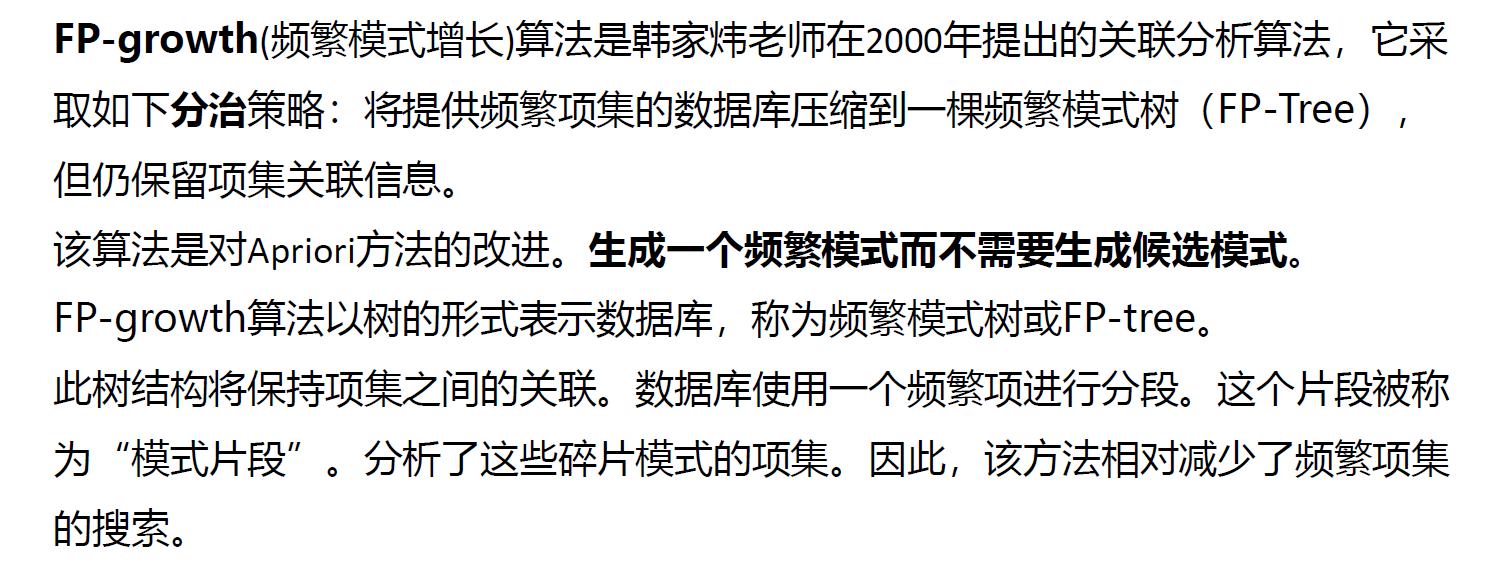 FP-growth(频繁模式增长)算法是韩家炜老师在2000年提出的关联分析算法，它采
取如下分治策略：将提供频繁项集的数据库压缩到一棵频繁模式树（FP-Tree），
但仍保留项集关联信息。
该算法是对Apriori方法的改进。生成一个频繁模式而不需要生成候选模式。
FP-growth算法以树的形式表示数据库，称为频繁模式树或FP-tree。
此树结构将保持项集之间的关联。数据库使用一个频繁项进行分段。这个片段被称
为“模式片段”。分析了这些碎片模式的项集。因此，该方法相对减少了频繁项集
的搜索。